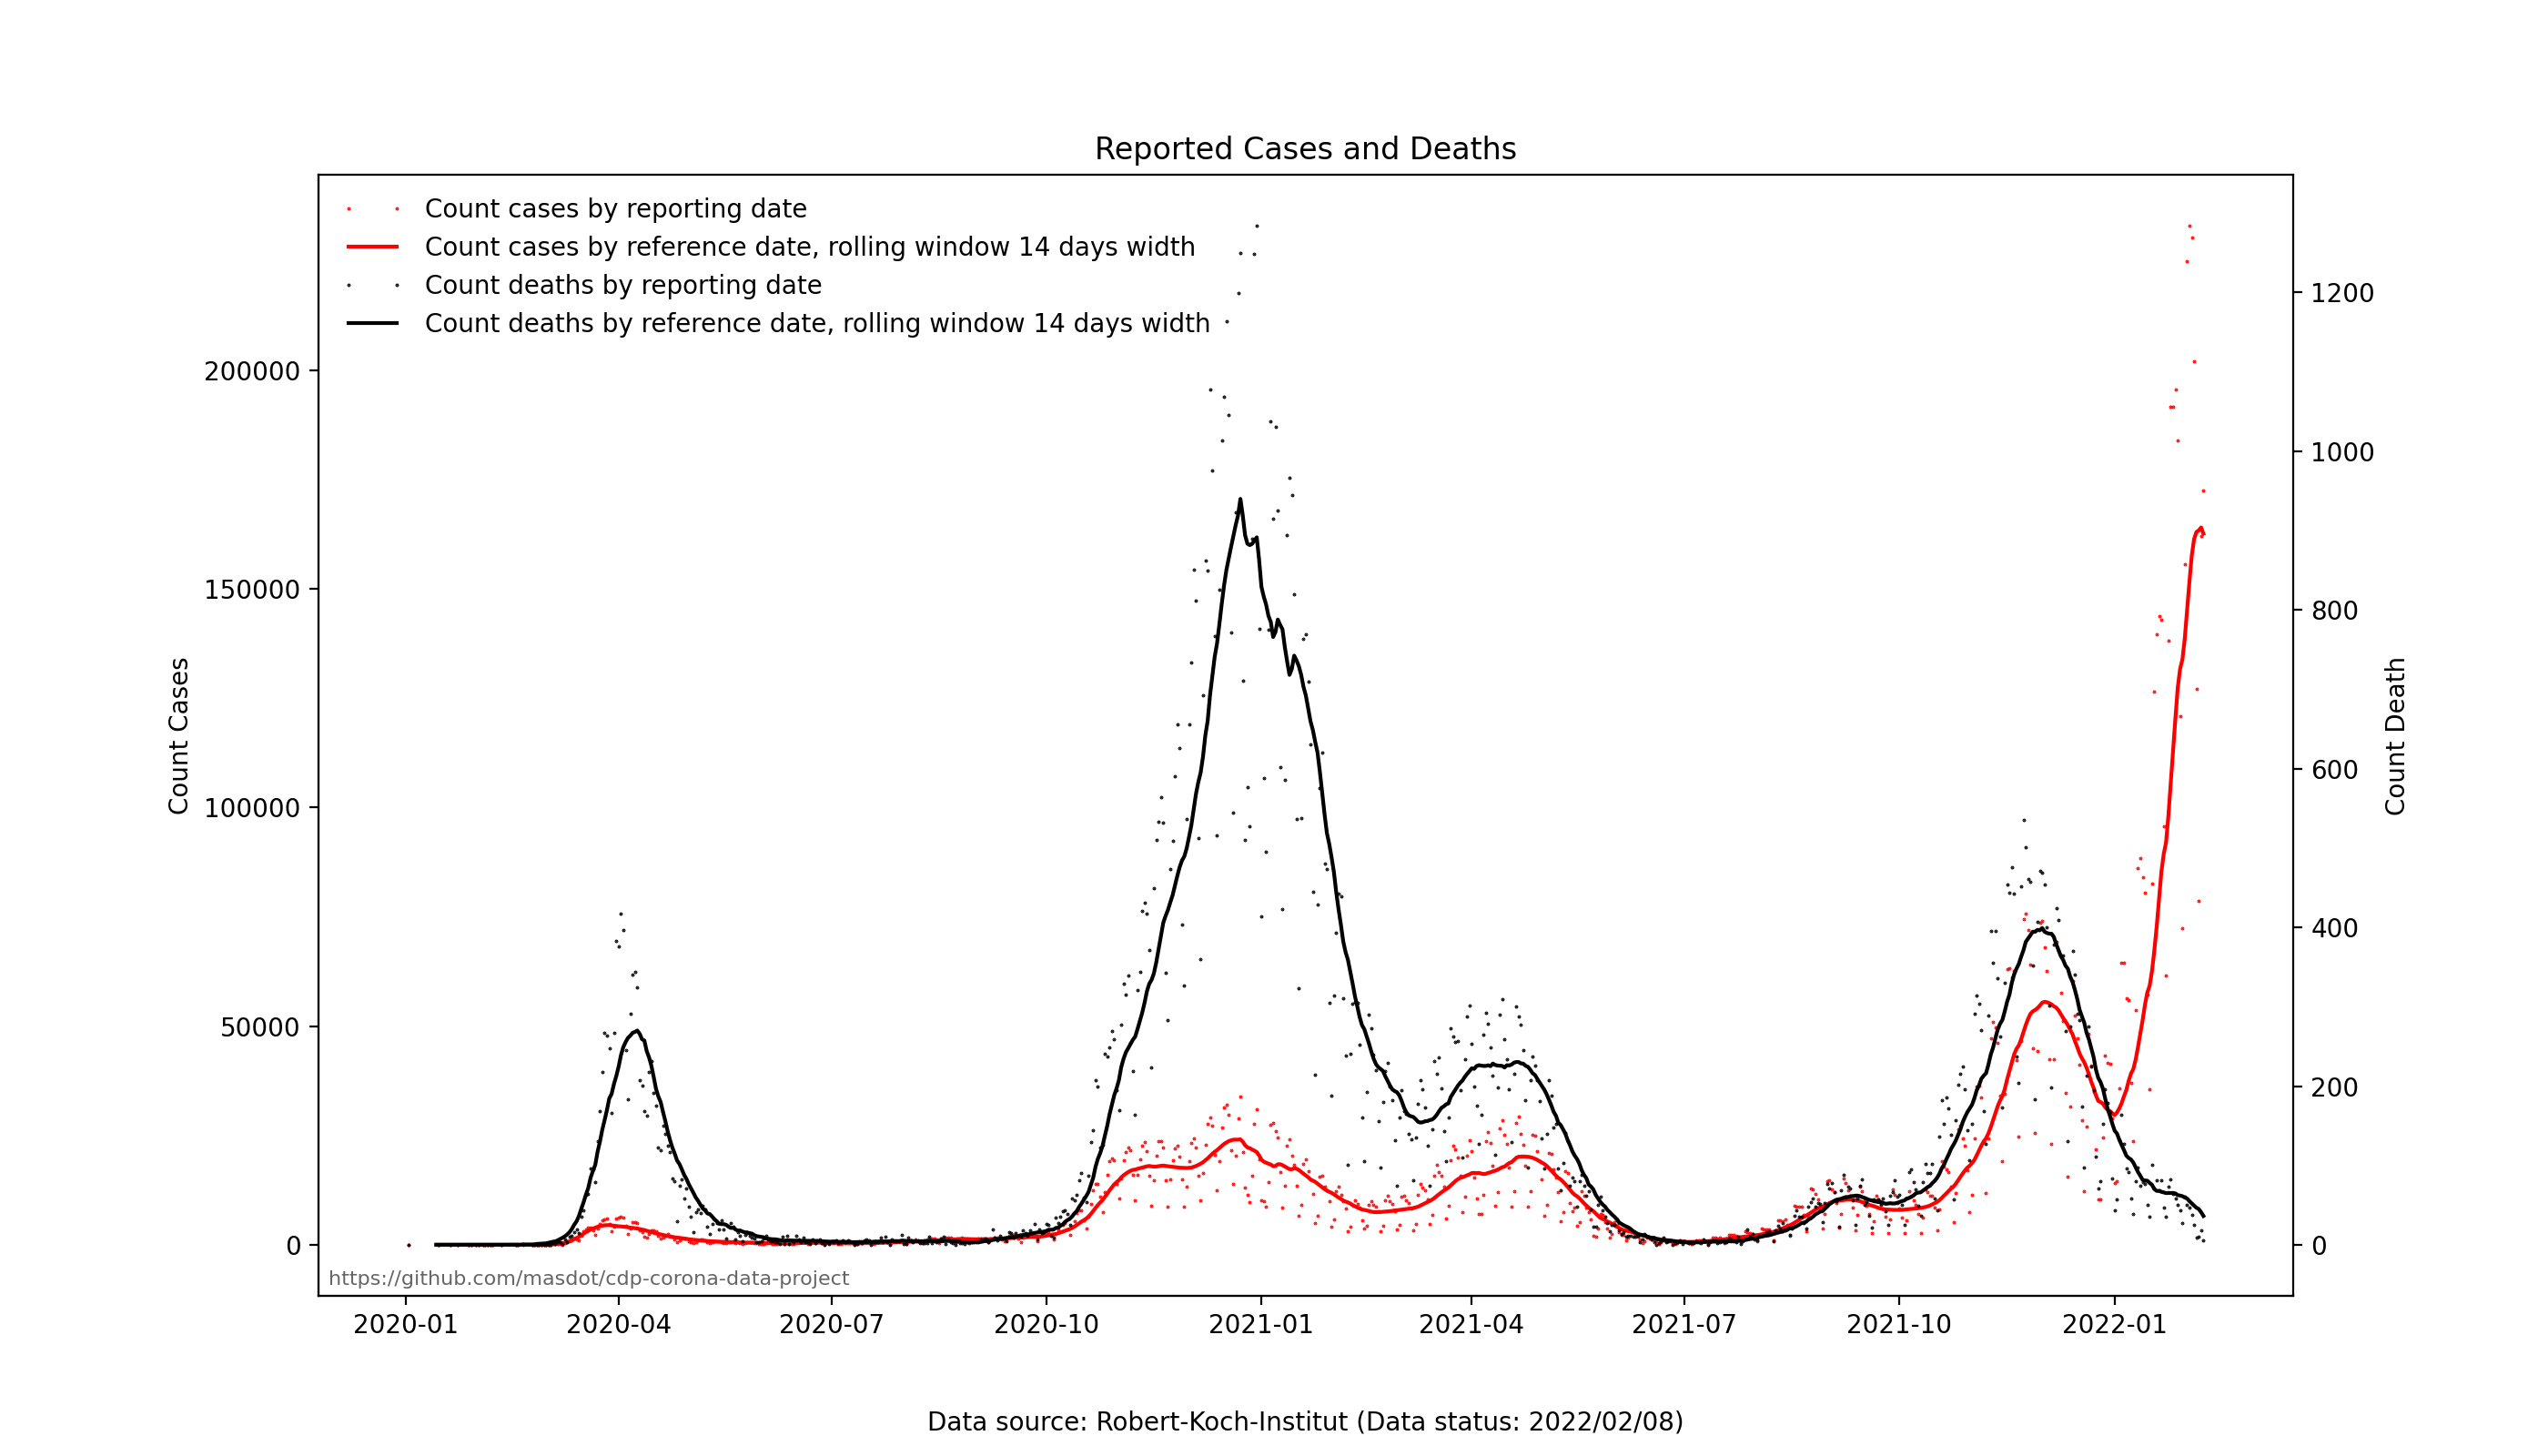 Reported Cases and Deaths
Count cases by reporting date
Count cases by reference date, rolling window 14 days width
Count deaths by reporting date
Count deaths by reference date, rolling window 14 days width
Count Cases
200000
150000
100000
50000
0
Count Death
1200
1000
800
600
400
200
0
https://github.com/masdot/cdp-corona-data-project
2020-01 2020-04 2020-07 2020-10 2021-01 2021-04 2021-07 2021-10 2022-01
Data source: Robert-Koch-Institut (Data status: 2022/02/08)